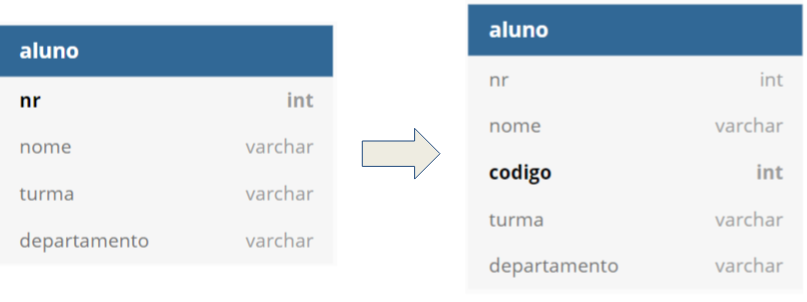 aluno
nr int
nome varchar
turma varchar
departamento varchar
aluno
nr int
nome varchar
codigo int
turma varchar
departamento varchar